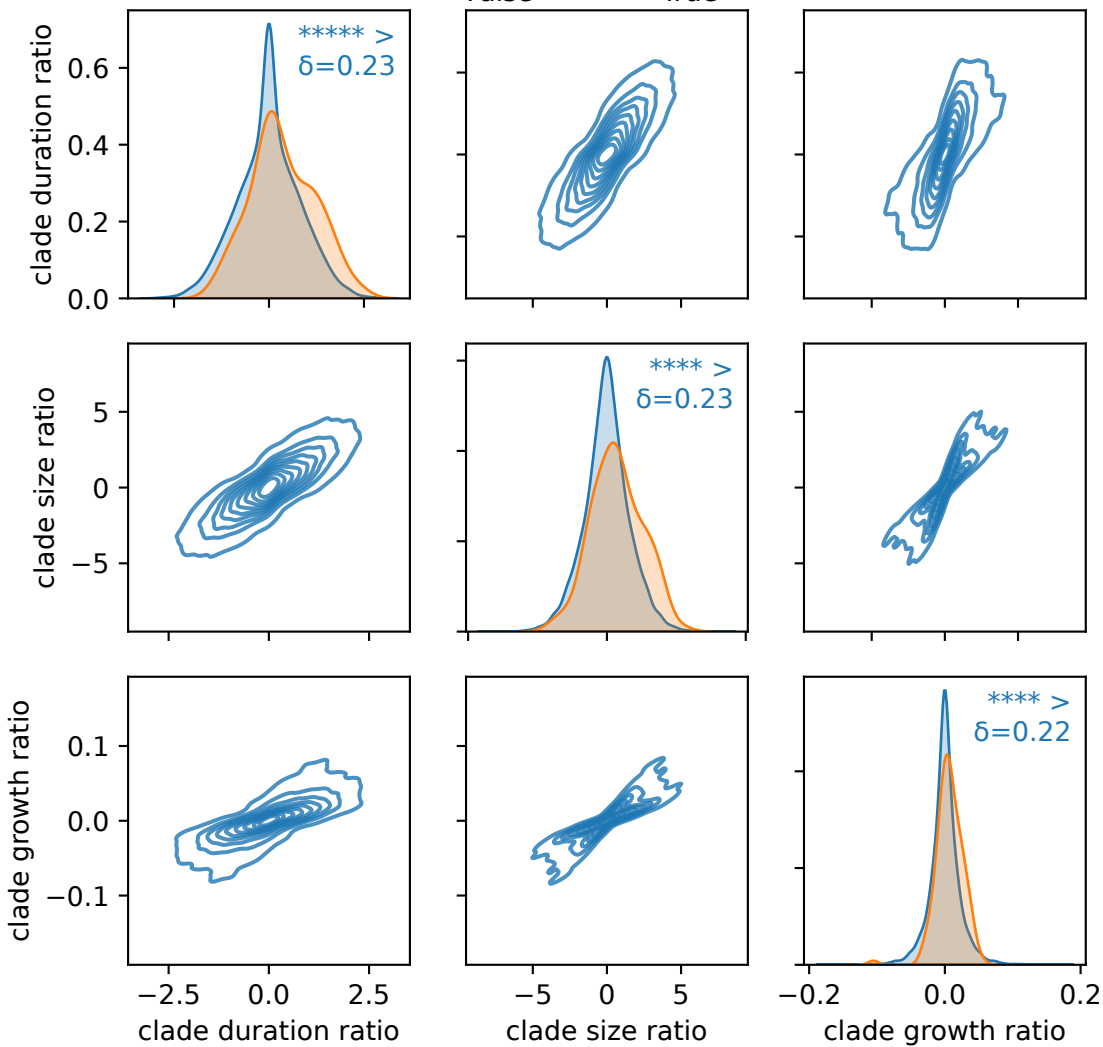 clade duration ratio
0.6
0.4
0.2
0.0
***** >
δ=0.23
clade size ratio
5
0
−5
**** >
δ=0.23
clade growth ratio
0.1
0.0
−0.1
**** >
δ=0.22
−2.5 0.0 2.5
clade duration ratio
−5 0 5
clade size ratio
−0.2 0.0 0.2
clade growth ratio